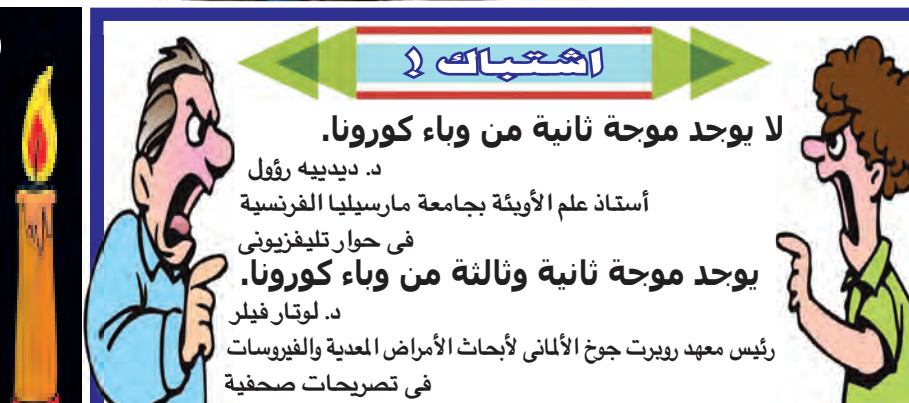 اشتباك !
لا يوجد موجة ثانية من وباء كورونا.
د. ديدييه رؤول
أستاذ علم الأوبئة بجامعة مارسيليا الفرنسية
فى حوار تليفزيونى
يوجد موجة ثانية وثالثة من وباء كورونا.
د. لوتار فيلر
رئيس معهد روبرت جوخ الألمانى لأبحاث الأمراض المعدية والفيروسات
فى تصريحات صحفية